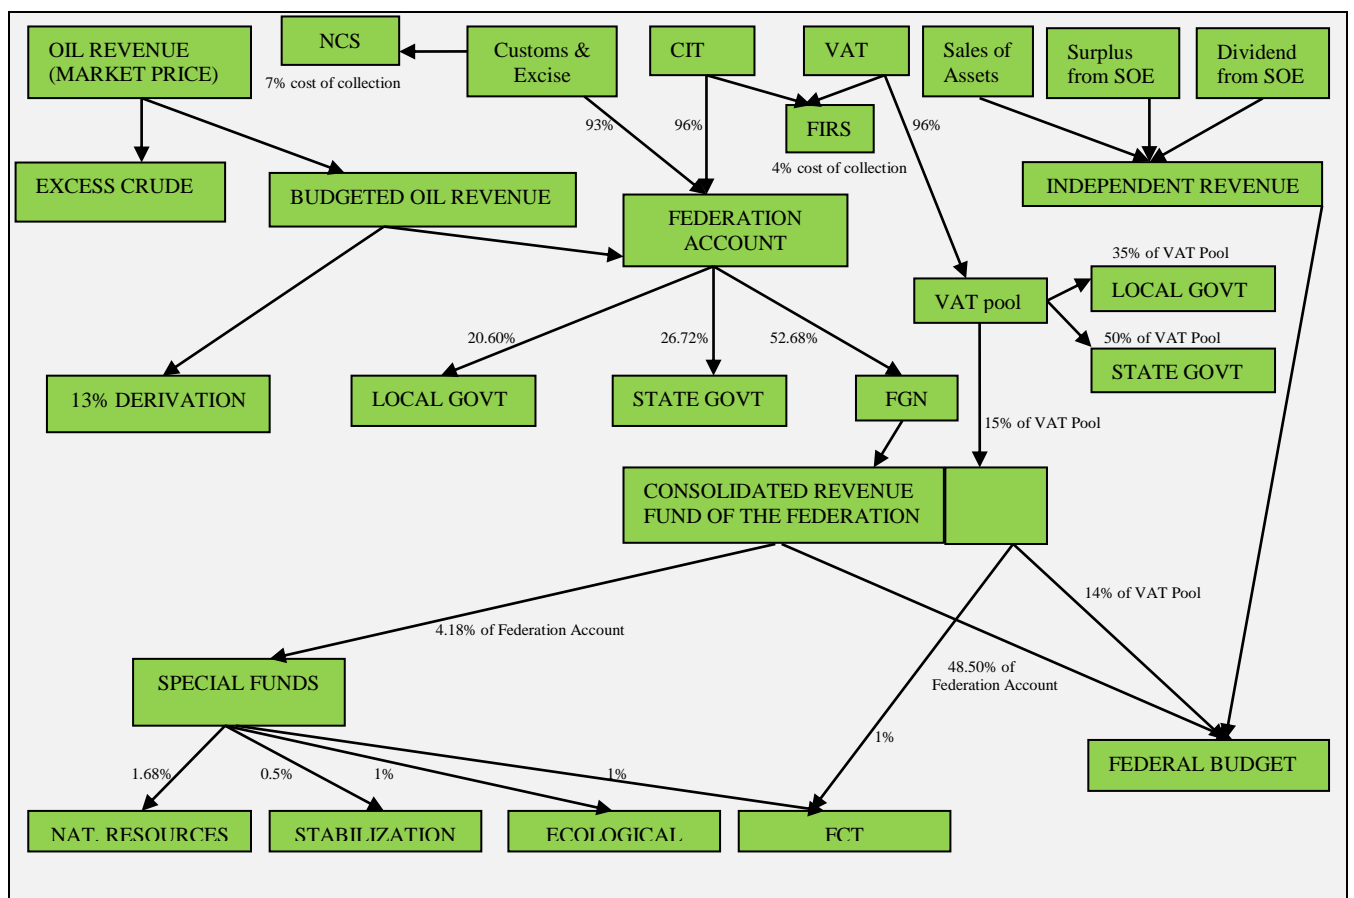 OIL REVENUE
(MARKET PRICE)
NCS
7% cost of collection
Customs &
Excise
CIT
VAT
Sales of
Assets
Surplus
from SOE
Dividend
from SOE
93%
96%
FIRS
4% cost of collection
96%
EXCESS CRUDE
BUDGETED OIL REVENUE
FEDERATION
ACCOUNT
INDEPENDENT REVENUE
VAT pool
35% of VAT Pool
LOCAL GOVT
50% of VAT Pool
STATE GOVT
20.60%
26.72%
52.68%
13% DERIVATION
LOCAL GOVT
STATE GOVT
FGN
15% of VAT Pool
CONSOLIDATED REVENUE
FUND OF THE FEDERATION
4.18% of Federation Account
14% of VAT Pool
48.50% of
Federation Account
SPECIAL FUNDS
1%
FEDERAL BUDGET
1.68%
0.5%
1%
1%
NAT. RESOURCES
STABILIZATION
ECOLOGICAL
FCT